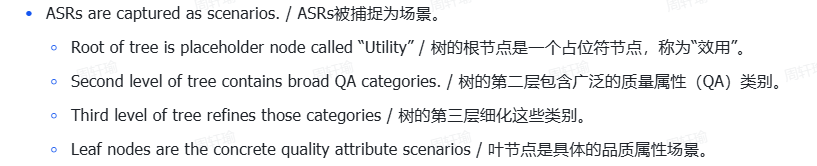 ASRs are captured as scenarios. / ASRs被捕捉为场景。
Root of tree is placeholder node called “Utility” / 树的根节点是一个占位符节点，称为“效用”。
Second level of tree contains broad QA categories. / 树的第二层包含广泛的质量属性（QA）类别。
Third level of tree refines those categories / 树的第三层细化这些类别。
Leaf nodes are the concrete quality attribute scenarios / 叶节点是具体的品质属性场景。